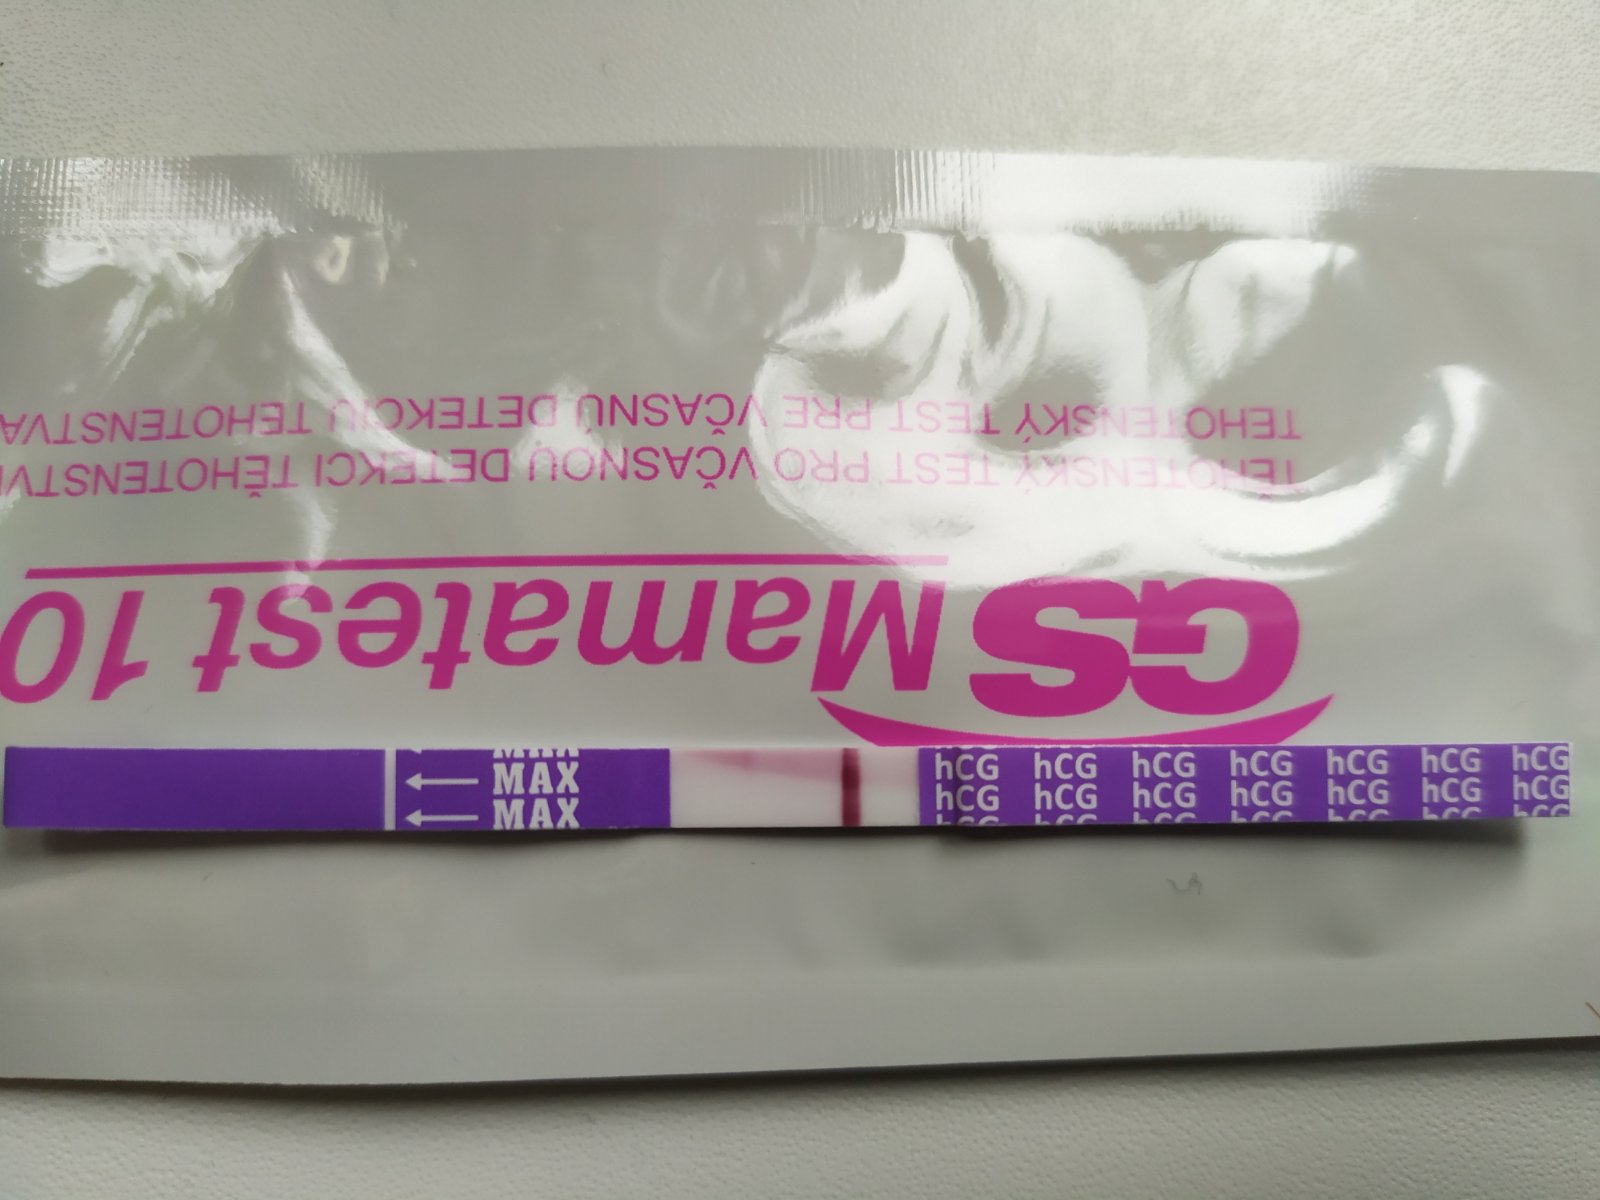 GS Mamatest 10
TĚHOTENSKÝ TEST PRO VČASNOU DETEKCI TĚHOTENSTVÍ
TEHOTENSKÝ TEST PRE VČASNÚ DETEKCIU TEHOTENSTVA
MAX
MAX
hCG hCG hCG hCG hCG hCG hCG
hCG hCG hCG hCG hCG hCG hCG